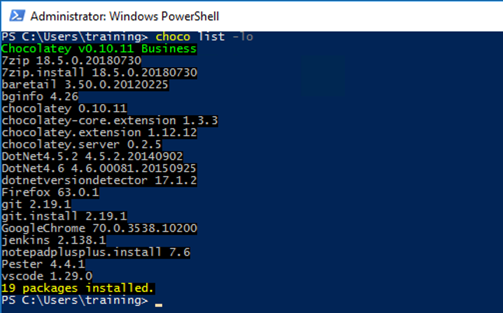 Administrator: Windows PowerShell
PS C:\Users\training> choco list -lo
Chocolatey v0.10.11 Business
7zip 18.5.0.20180730
7zip.install 18.5.0.20180730
baretail 3.50.0.20120225
bginfo 4.26
chocolatey 0.10.11
chocolatey-core.extension 1.3.3
chocolatey.extension 1.12.12
chocolatey.server 0.2.5
DotNet4.5.2 4.5.2.20140902
DotNet4.6 4.6.00081.20150925
dotnetversiondetector 17.1.2
Firefox 63.0.1
git 2.19.1
git.install 2.19.1
GoogleChrome 70.0.3538.10200
jenkins 2.138.1
notepadplusplus.install 7.6
Pester 4.4.1
vscode 1.29.0
19 packages installed.
PS C:\Users\training>